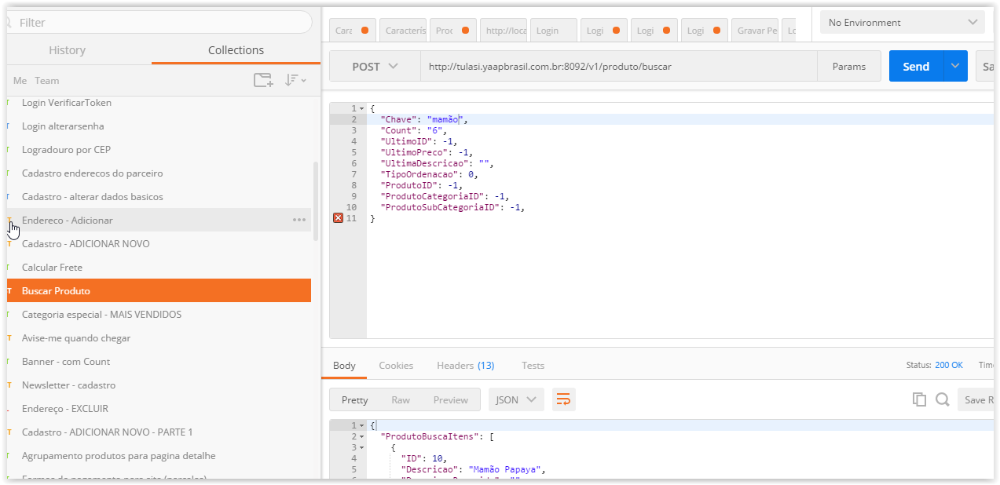 Filter
History Collections
Me Team
Login VerificarToken
Login alterarsenha
Logradouro por CEP
Cadastro enderecos do parceiro
Cadastro - alterar dados basicos
Endereco - Adicionar
Cadastro - ADICIONAR NOVO
Calcular Frete
Buscar Produto
Categoria especial - MAIS VENDIDOS
Avise-me quando chegar
Banner - com Count
Newsletter - cadastro
Endereço - EXCLUIR
Cadastro - ADICIONAR NOVO - PARTE 1
Agrupamento produtos para pagina detalhe
Cara Caracterís Proc http://loca Login Logi Logi Logi Gravar Pe Lo
No Environment
POST http://tulasi.yaapbrasil.com.br:8092/v1/produto/buscar Params Send Sa
1 {
2 "Chave": "mamão",
3 "Count": "6",
4 "UltimoID": -1,
5 "UltimoPreco": -1,
6 "UltimaDescricao": "",
7 "TipoOrdenacao": 0,
8 "ProdutoID": -1,
9 "ProdutoCategoriaID": -1,
10 "ProdutoSubCategoriaID": -1,
11 }
Body Cookies Headers (13) Tests Status: 200 OK Time
Pretty Raw Preview JSON Save R
1 {
2 "ProdutoBuscaItens": [
3 {
4 "ID": 10,
5 "Descricao": "Mamão Papaya",